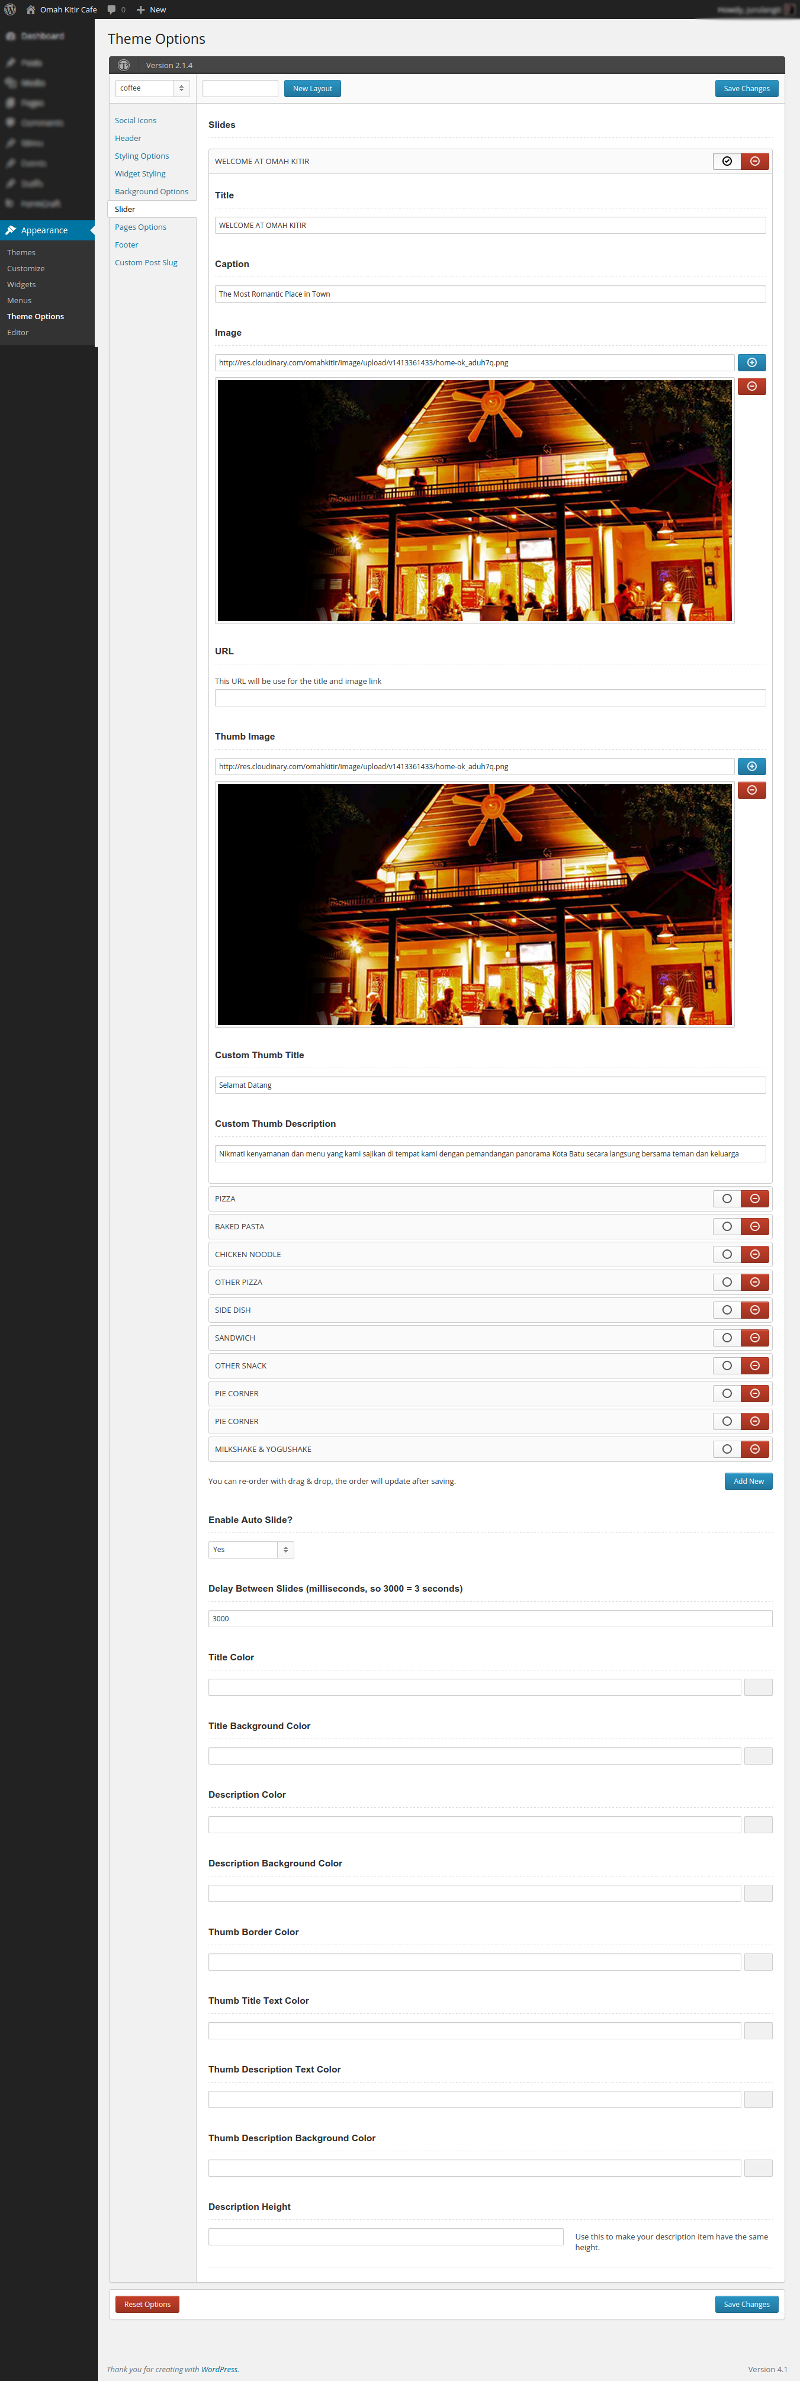 Omah Kitir Cafe
0
New
Dashboard
Posts
Media
Pages
Comments
Menu
Events
Staffs
Appearance
Themes
Customize
Widgets
Menus
Theme Options
Editor
Theme Options
Version 2.1.4
coffee
New Layout
Save Changes
Social Icons
Header
Styling Options
Widget Styling
Background Options
Slider
Pages Options
Footer
Custom Post Slug
Slides
WELCOME AT OMAH KITIR
Title
WELCOME AT OMAH KITIR
Caption
The Most Romantic Place in Town
Image
http://res.cloudinary.com/omahkitir/image/upload/v1413361433/home-ok_aduh7q.png
URL
This URL will be use for the title and image link
Thumb Image
http://res.cloudinary.com/omahkitir/image/upload/v1413361433/home-ok_aduh7q.png
Custom Thumb Title
Selamat Datang
Custom Thumb Description
Nikmati kenyamanan dan menu yang kami sajikan di tempat kami dengan pemandangan panorama Kota Batu secara langsung bersama teman dan keluarga
PIZZA
BAKED PASTA
CHICKEN NOODLE
OTHER PIZZA
SIDE DISH
SANDWICH
OTHER SNACK
PIE CORNER
PIE CORNER
MILKSHAKE & YOGUSHAKE
You can re-order with drag & drop, the order will update after saving.
Add New
Enable Auto Slide?
Yes
Delay Between Slides (milliseconds, so 3000 = 3 seconds)
3000
Title Color
Title Background Color
Description Color
Description Background Color
Thumb Border Color
Thumb Title Text Color
Thumb Description Text Color
Thumb Description Background Color
Description Height
Use this to make your description item have the same
height.
Reset Options
Save Changes
Thank you for creating with WordPress.
Version 4.1